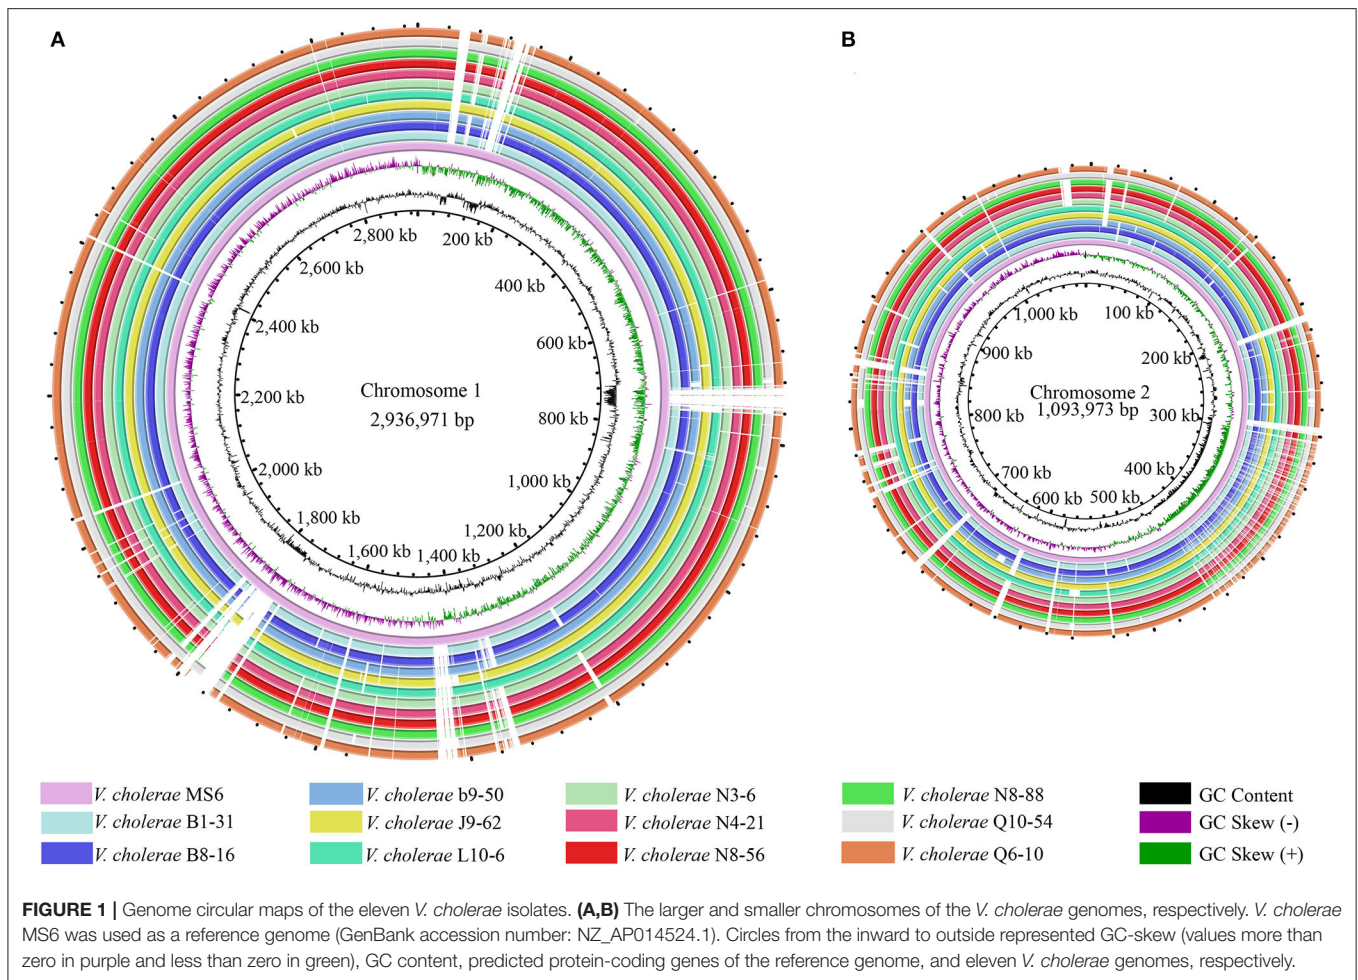 A
B
2,800 kb
200 kb
2,600 kb
400 kb
2,400 kb
600 kb
2,200 kb
Chromosome 1
2,936,971 bp
800 kb
2,000 kb
1,000 kb
1,800 kb
1,200 kb
1,600 kb
1,400 kb
1,000 kb
100 kb
900 kb
200 kb
Chromosome 2
1,093,973 bp
800 kb
300 kb
700 kb
400 kb
600 kb
500 kb
V. cholerae MS6
V. cholerae b9-50
V. cholerae N3-6
V. cholerae N8-88
GC Content
V. cholerae B1-31
V. cholerae J9-62
V. cholerae N4-21
V. cholerae Q10-54
GC Skew (-)
V. cholerae B8-16
V. cholerae L10-6
V. cholerae N8-56
V. cholerae Q6-10
GC Skew (+)
FIGURE 1 | Genome circular maps of the eleven V. cholerae isolates. (A,B) The larger and smaller chromosomes of the V. cholerae genomes, respectively. V. cholerae
MS6 was used as a reference genome (GenBank accession number: NZ_AP014524.1). Circles from the inward to outside represented GC-skew (values more than
zero in purple and less than zero in green), GC content, predicted protein-coding genes of the reference genome, and eleven V. cholerae genomes, respectively.